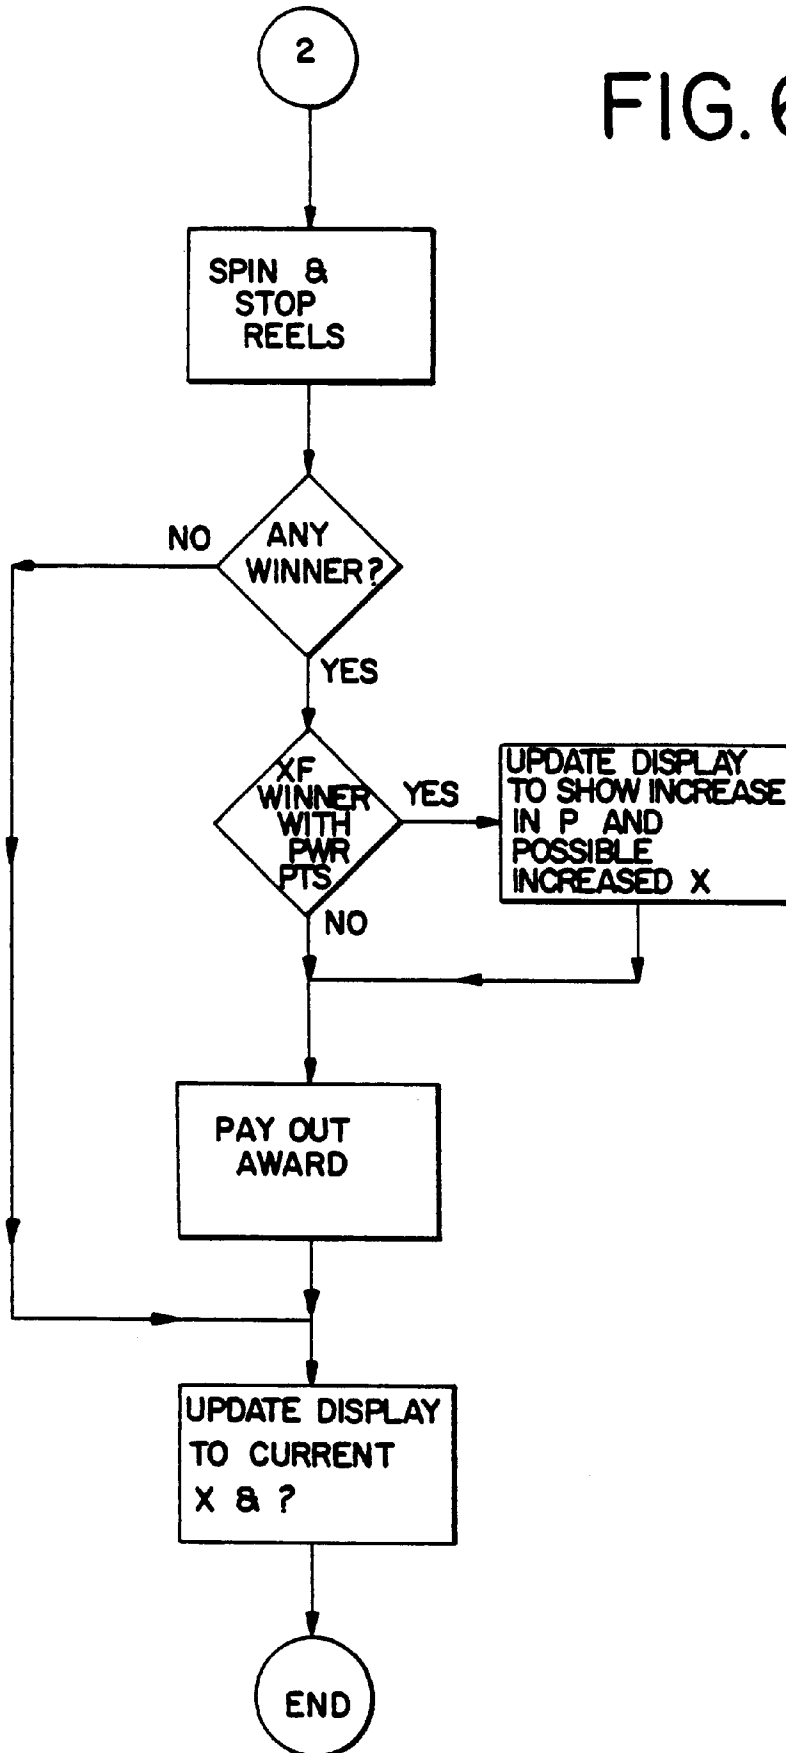 2
FIG. 6
SPIN &
STOP
REELS
ANY
WINNER?
NO
YES
XF
WINNER
WITH
PWR
PTS
YES
UPDATE DISPLAY
TO SHOW INCREASE
IN P AND
POSSIBLE
INCREASED X
NO
PAY OUT
AWARD
UPDATE DISPLAY
TO CURRENT
X & ?
END